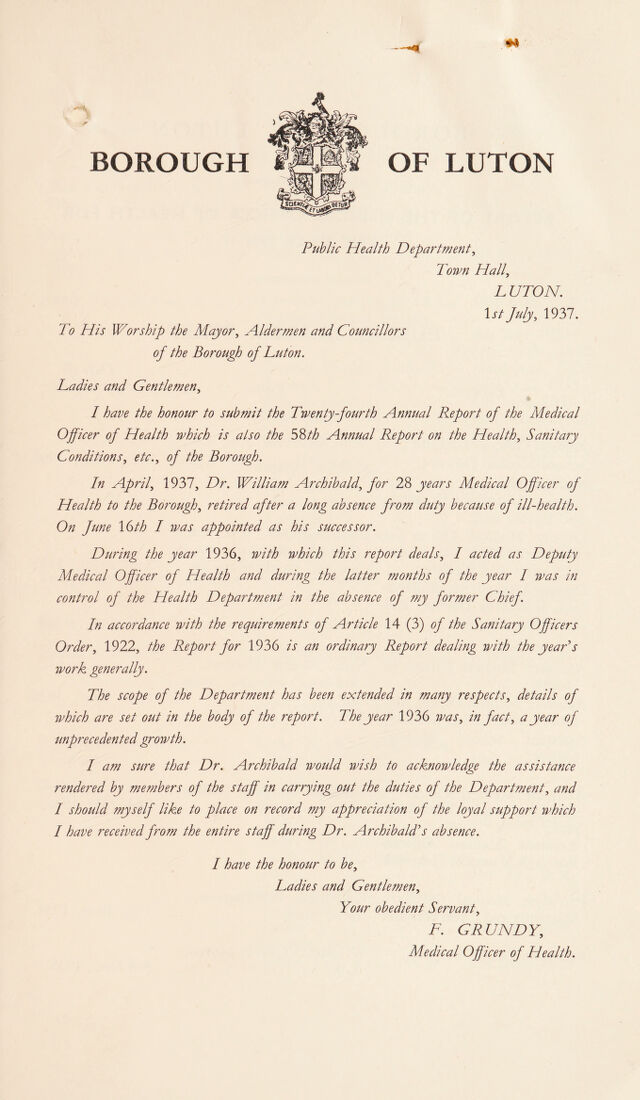 BOROUGH OF LUTON
SCIENTIÆ ET LABORI DETUR
Public Health Department,
Town Hall,
LUTON.
1st July, 1937.
To His Worship the Mayor, Aldermen and Councillors
of the Borough of Luton.
Ladies and Gentlemen,
I have the honour to submit the Twenty-fourth Annual Report of the Medical
Officer of Health which is also the 58th Annual Report on the Health, Sanitary
Conditions, etc., of the Borough.
In April, 1937, Dr. William Archibald, for 28 years Medical Officer of
Health to the Borough, retired after a long absence from duty because of ill-health.
On June 16th I was appointed as his successor.
During the year 1936, with which this report deals, I acted as Deputy
Medical Officer of Health and during the latter months of the year I was in
control of the Health Department in the absence of my former Chief.
In accordance with the requirements of Article 14 (3) of the Sanitary Officers
Order, 1922, the Report for 1936 is an ordinary Report dealing with the year's
work generally.
The scope of the Department has been extended in many respects, details of
which are set out in the body of the report. The year 1936 was, in fact, a year of
unprecedented growth.
I am sure that Dr. Archibald would wish to acknowledge the assistance
rendered by members of the staff in carrying out the duties of the Department, and
I should myself like to place on record my appreciation of the loyal support which
I have received from the entire staff during Dr. Archibald's absence.
I have the honour to be,
Ladies and Gentlemen,
Your obedient Servant,
F. GRUNDY,
Medical Officer of Health.